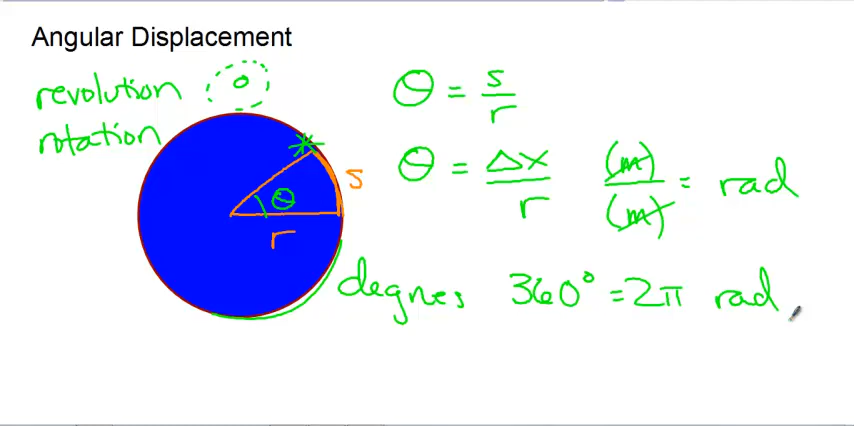 Angular Displacement
revolution
rotation
θ = s/r
θ = Δx/r (m)/(m) = rad
s
θ
r
degrees 360° = 2π rad